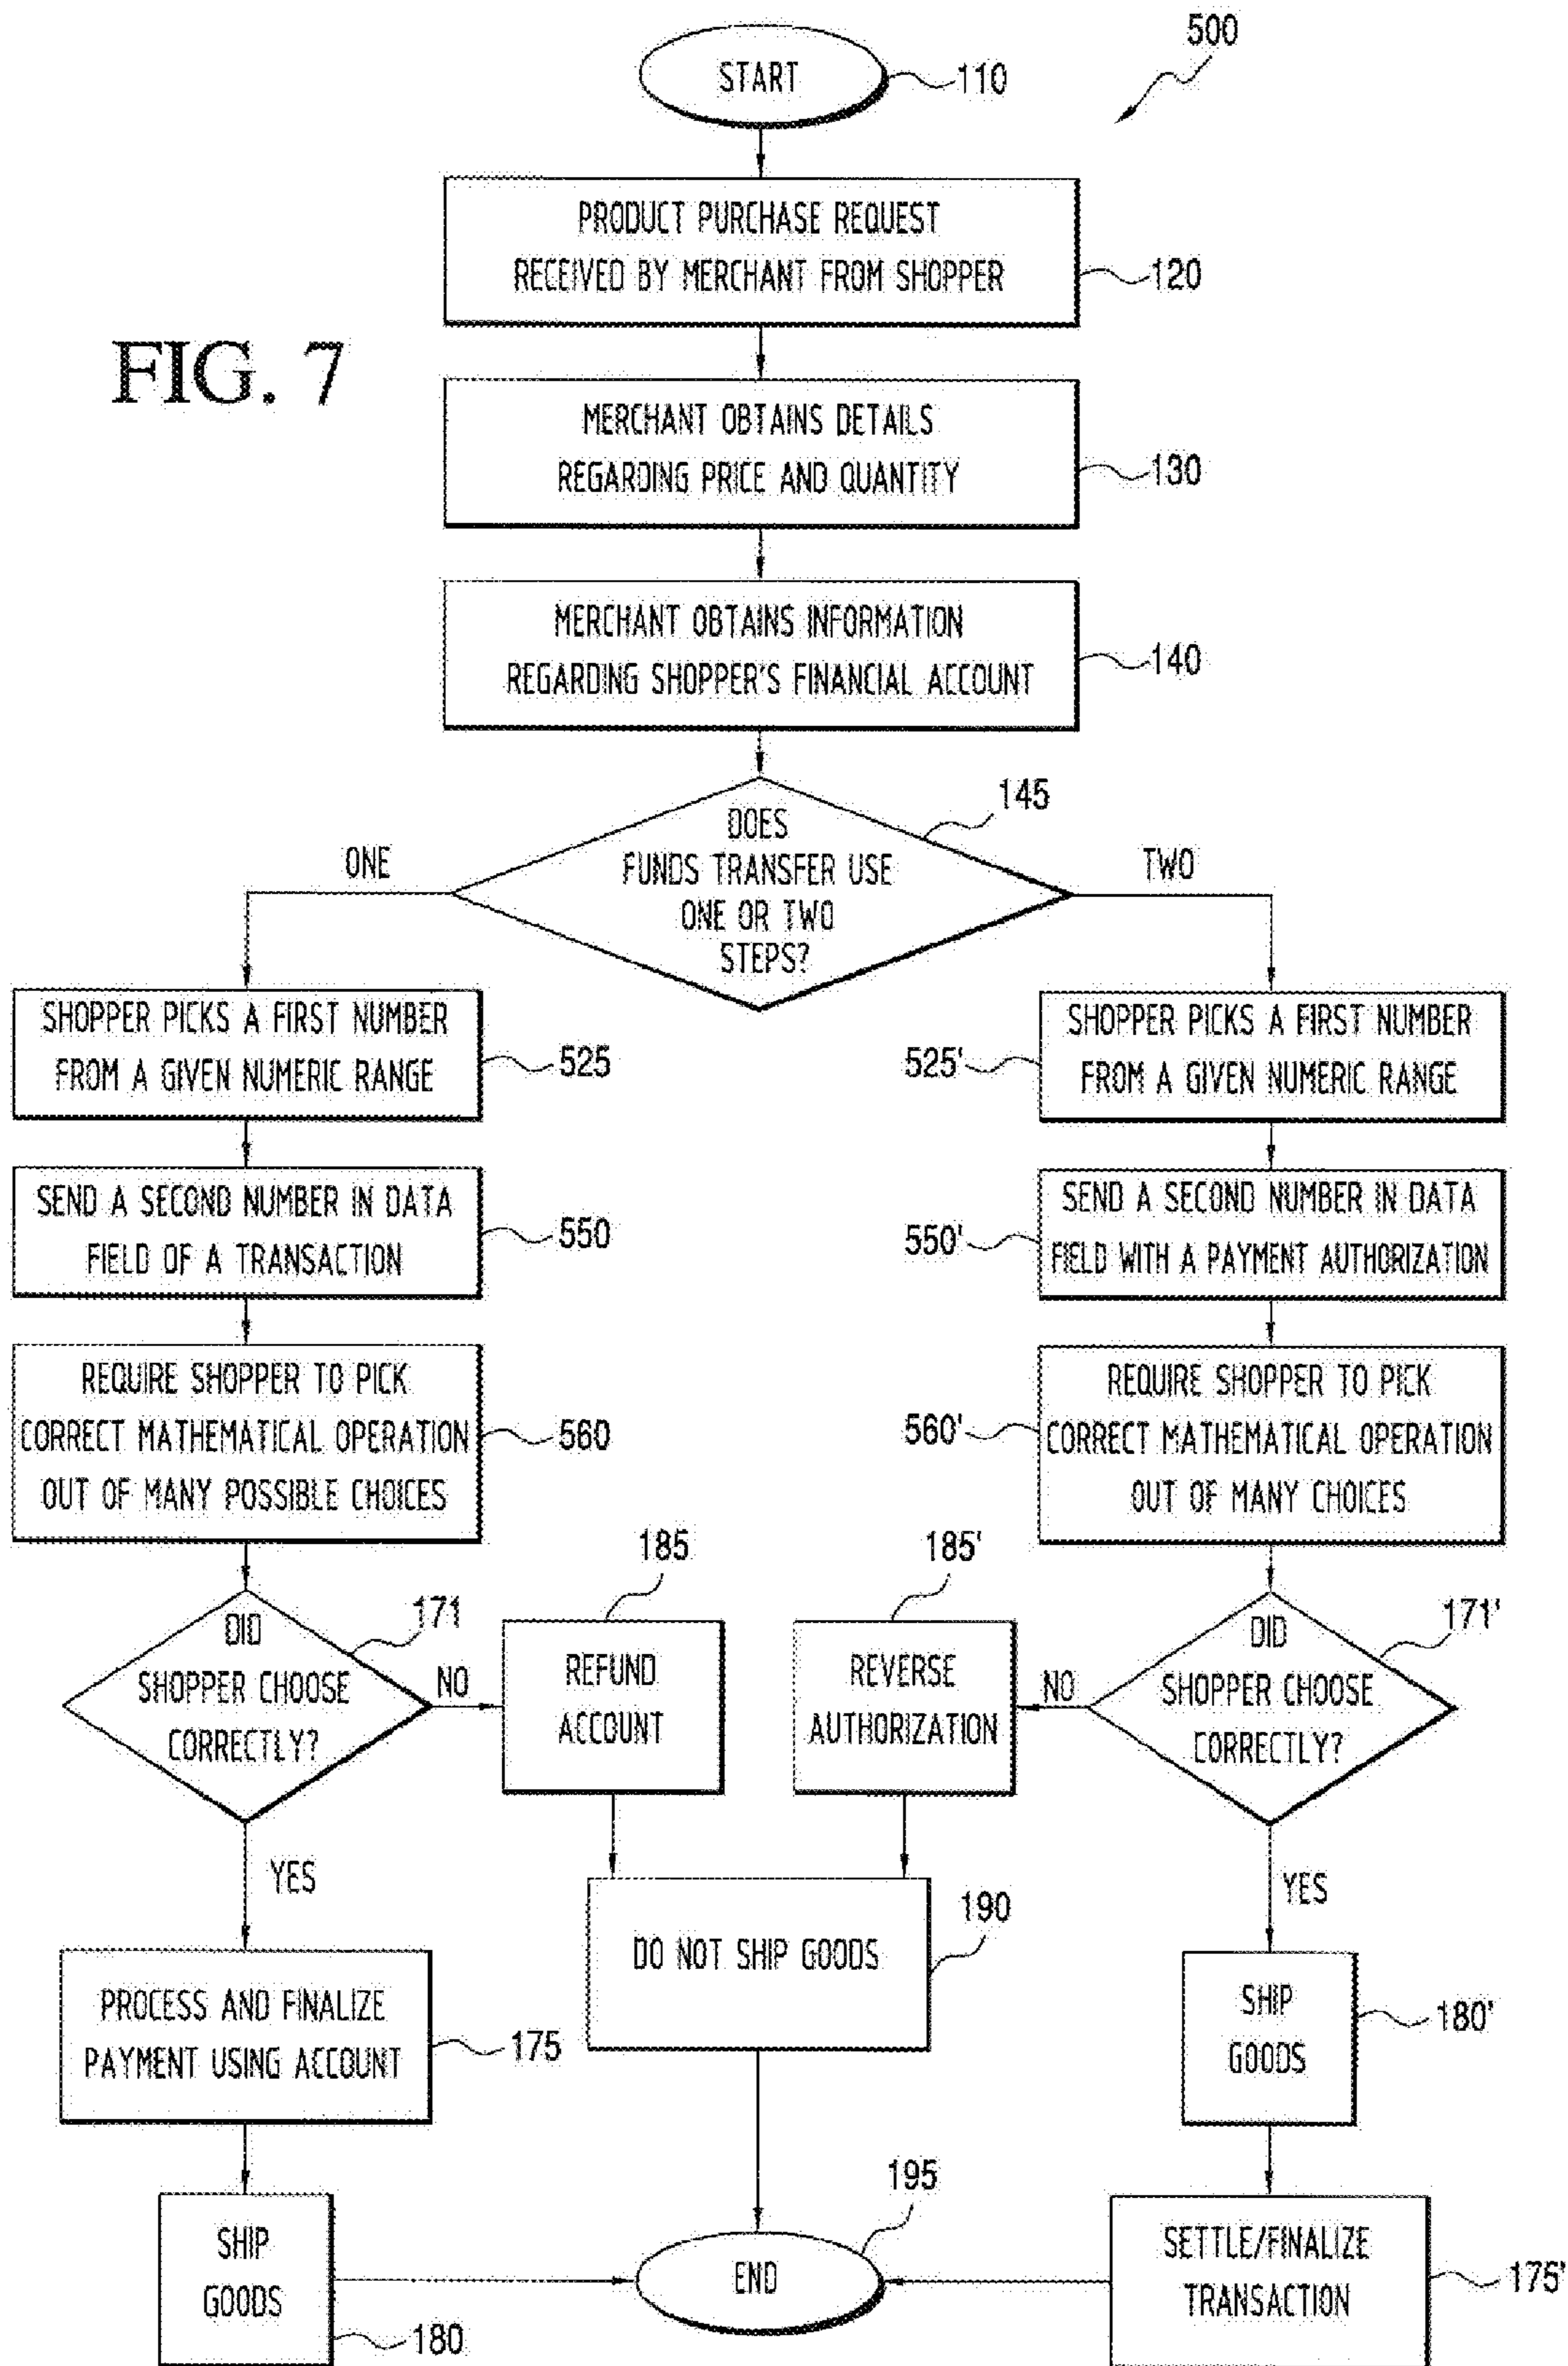 500
START
110
PRODUCT PURCHASE REQUEST
RECEIVED BY MERCHANT FROM SHOPPER
120
FIG. 7
MERCHANT OBTAINS DETAILS
REGARDING PRICE AND QUANTITY
130
MERCHANT OBTAINS INFORMATION
REGARDING SHOPPER'S FINANCIAL ACCOUNT
140
145
DOES
FUNDS TRANSFER USE
ONE OR TWO
STEPS?
ONE
TWO
SHOPPER PICKS A FIRST NUMBER
FROM A GIVEN NUMERIC RANGE
525
525'
SHOPPER PICKS A FIRST NUMBER
FROM A GIVEN NUMERIC RANGE
SEND A SECOND NUMBER IN DATA
FIELD OF A TRANSACTION
550
550'
SEND A SECOND NUMBER IN DATA
FIELD WITH A PAYMENT AUTHORIZATION
REQUIRE SHOPPER TO PICK
CORRECT MATHEMATICAL OPERATION
OUT OF MANY POSSIBLE CHOICES
560
560'
REQUIRE SHOPPER TO PICK
CORRECT MATHEMATICAL OPERATION
OUT OF MANY CHOICES
DID
SHOPPER CHOOSE
CORRECTLY?
171
NO
185
REFUND
ACCOUNT
185'
REVERSE
AUTHORIZATION
NO
171'
DID
SHOPPER CHOOSE
CORRECTLY?
YES
YES
DO NOT SHIP GOODS
190
PROCESS AND FINALIZE
PAYMENT USING ACCOUNT
175
SHIP
GOODS
180'
SHIP
GOODS
180
195
END
SETTLE/FINALIZE
TRANSACTION
175'